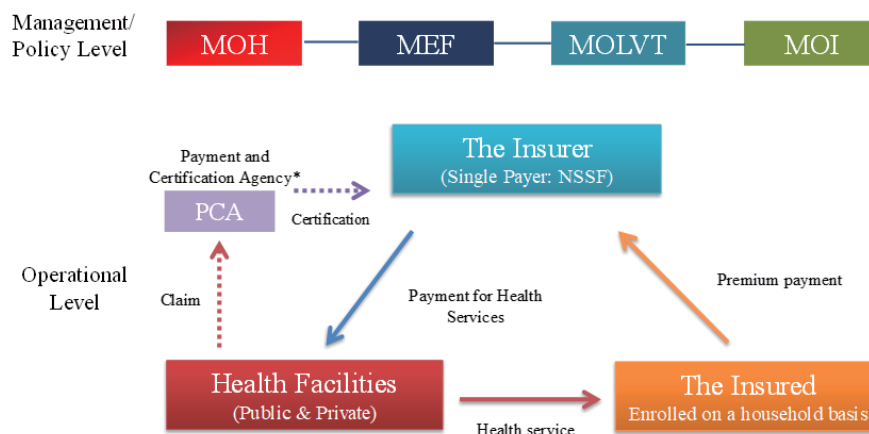 Management/
Policy Level
MOH
MEF
MOLVT
MOI
Payment and
Certification Agency*
PCA
Certification
The Insurer
(Single Payer: NSSF)
Operational
Level
Claim
Payment for Health
Services
Premium payment
Health Facilities
(Public & Private)
Health service
The Insured
Enrolled on a household basis